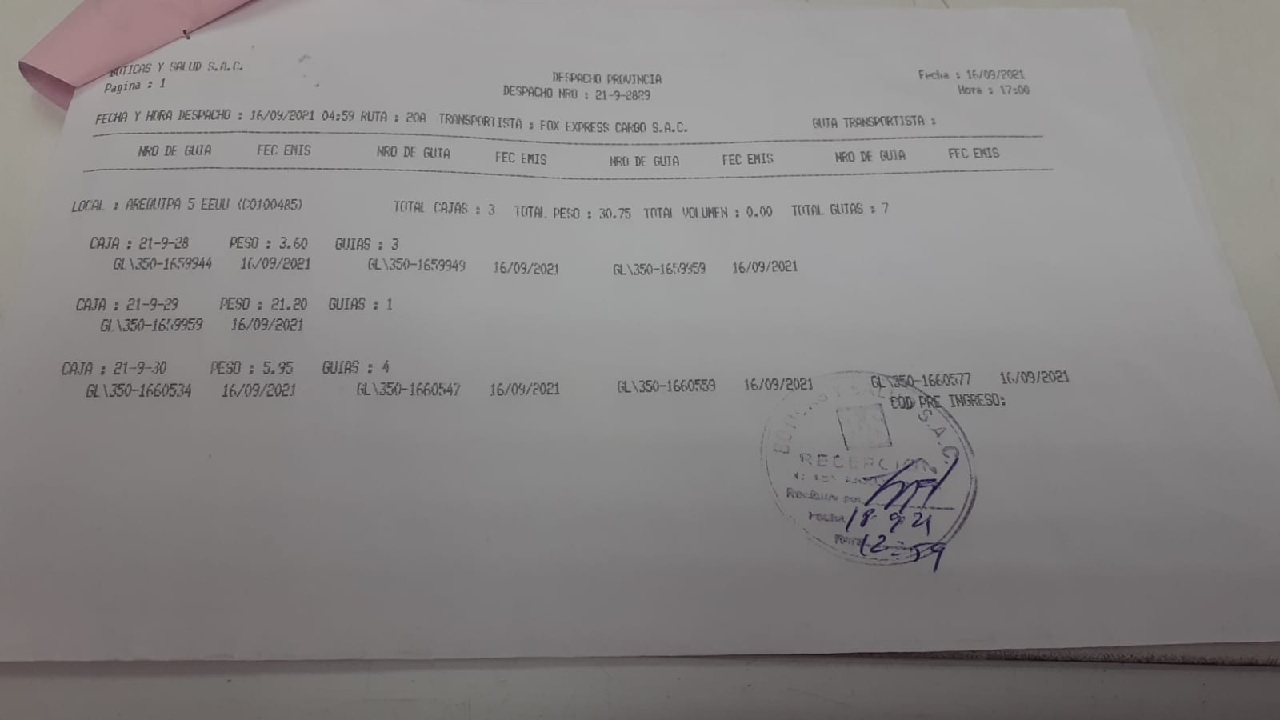 BOTICAS Y SALUD S.A.C.
Pagina : 1
DESPACHO PROVINCIA
DESPACHO NRO : 21-9-2889
Fecha : 16/09/2021
Hora : 17:00
FECHA Y HORA DESPACHO : 16/09/2021 04:59 RUTA : 20A TRANSPORTISTA : FOX EXPRESS CARGO S.A.C. GUIA TRANSPORTISTA :
NRO DE GUIA FEC EMIS NRO DE GUIA FEC EMIS NRO DE GUIA FEC EMIS NRO DE GUIA FEC EMIS
LOCAL : AREQUIPA 5 EEUU (C0100485) TOTAL CAJAS : 3 TOTAL PESO : 30.75 TOTAL VOLUMEN : 0.00 TOTAL GUIAS : 7
CAJA : 21-9-28 PESO : 3.60 GUIAS : 3
GL\350-1659944 16/09/2021 GL\350-1659949 16/09/2021 GL\350-1659959 16/09/2021
CAJA : 21-9-29 PESO : 21.20 GUIAS : 1
GL\350-1659959 16/09/2021
CAJA : 21-9-30 PESO : 5.95 GUIAS : 4
GL\350-1660534 16/09/2021 GL\350-1660547 16/09/2021 GL\350-1660559 16/09/2021 GL\350-1660577 16/09/2021
COD PRE INGRESO:
S.A.C.
RECEPCION
Fecha 18 9 21
Hora 12:59